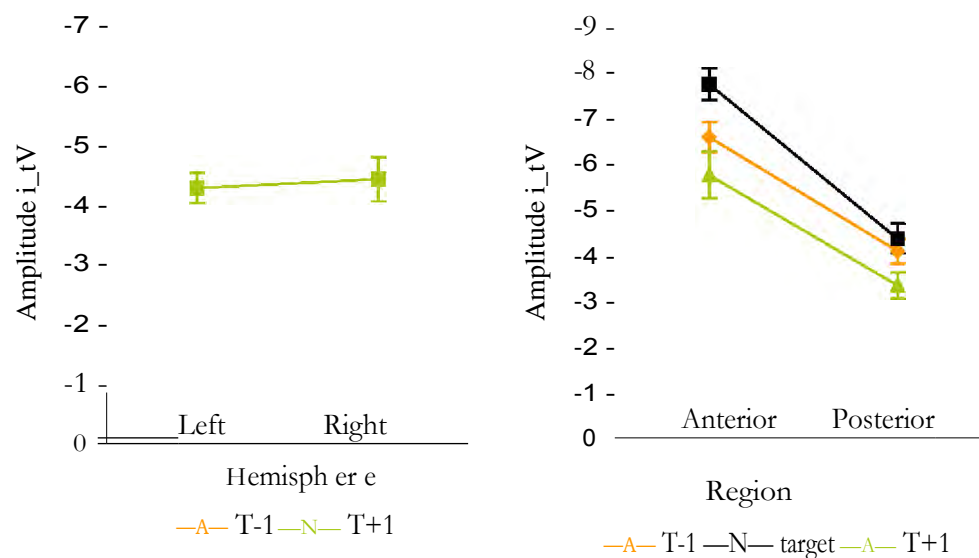 -7 -
-6 -
-5 -
-4 -
-3 -
-2 -
-1 -
0
Amplitude i_tV
Left Right
Hemisph er e
—A— T-1 —N— T+1
-9 -
-8 -
-7 -
-6 -
-5 -
-4 -
-3 -
-2 -
-1 -
0
Amplitude i_tV
Anterior Posterior
Region
—A— T-1 —N— target —A— T+1